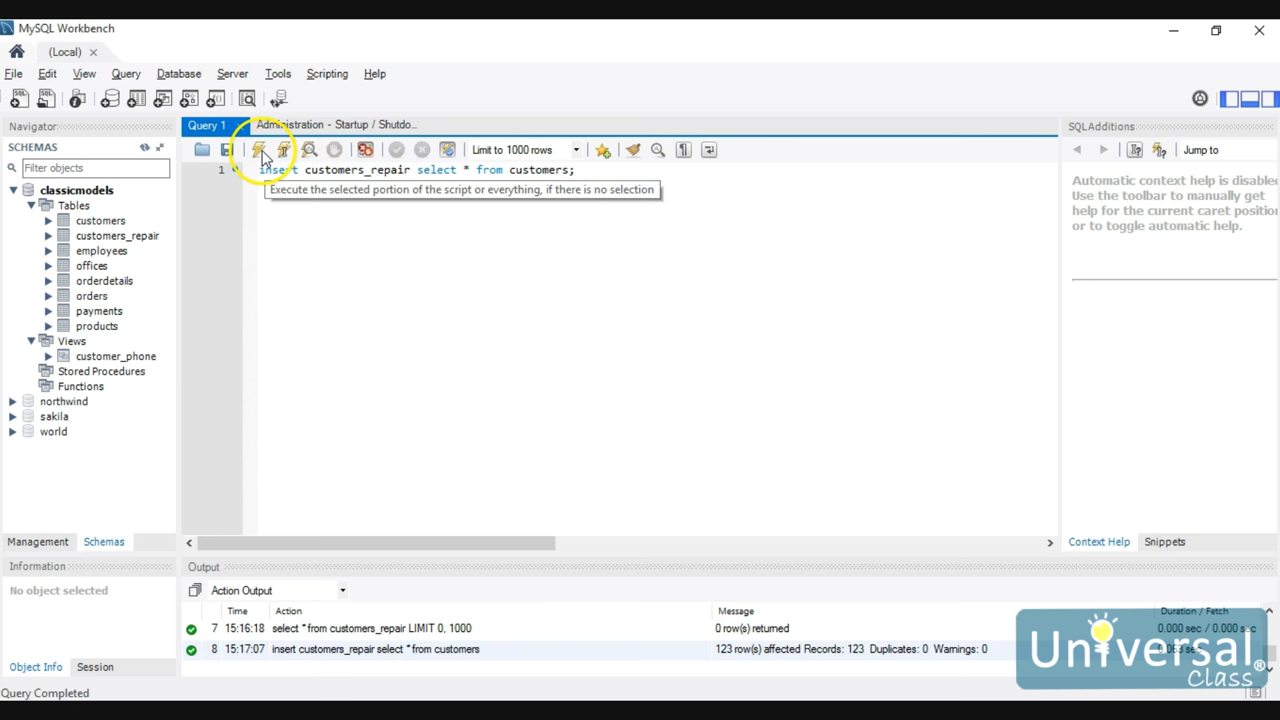 MySQL Workbench
(Local)
File Edit View Query Database Server Tools Scripting Help
Navigator
SCHEMAS
Filter objects
classicmodels
Tables
customers
customers_repair
employees
offices
orderdetails
orders
payments
products
Views
customer_phone
Stored Procedures
Functions
northwind
sakila
world
Management Schemas
Information
No object selected
Object Info Session
Query Completed
Query 1 Administration - Startup / Shutdo...
Limit to 1000 rows
1 insert customers_repair select * from customers;
Execute the selected portion of the script or everything, if there is no selection
Output
Action Output
Time Action Message Duration / Fetch
7 15:16:18 select * from customers_repair LIMIT 0, 1000 0 row(s) returned 0.000 sec / 0.000 sec
8 15:17:07 insert customers_repair select * from customers 123 row(s) affected Records: 123 Duplicates: 0 Warnings: 0
SQLAdditions
Jump to
Automatic context help is disabled
Use the toolbar to manually get
help for the current caret position
or to toggle automatic help.
Context Help Snippets
Universal
Class
®